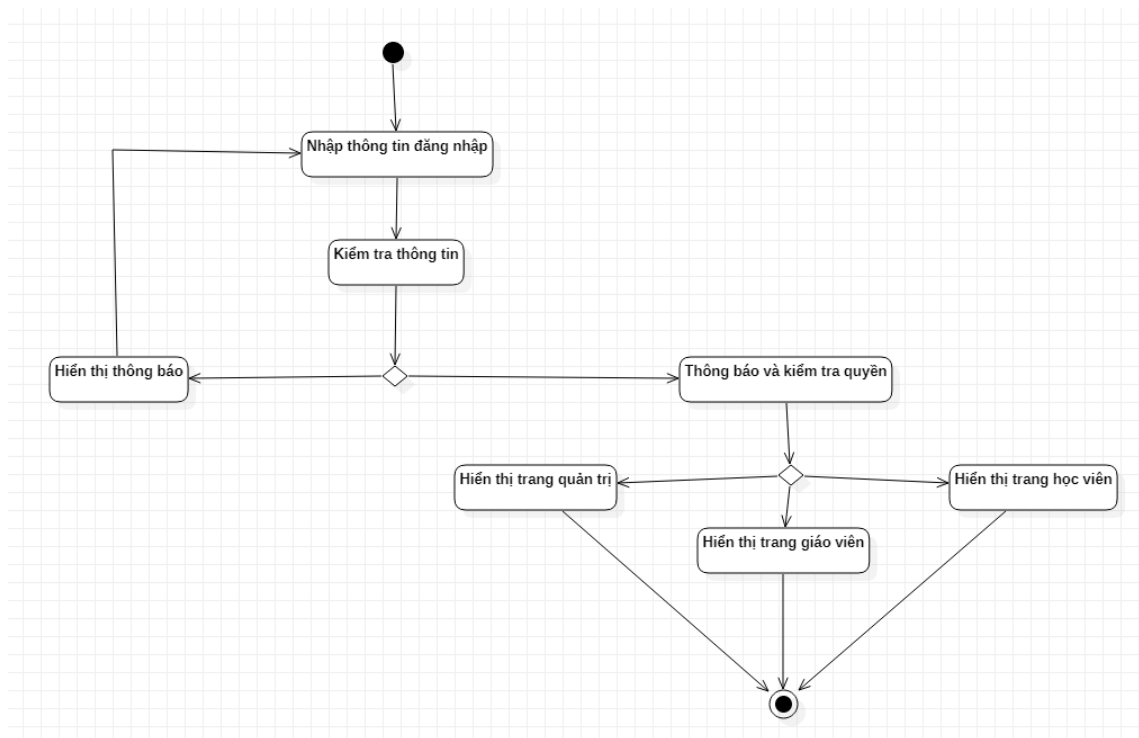 Nhập thông tin đăng nhập
Kiểm tra thông tin
Hiển thị thông báo
Thông báo và kiểm tra quyền
Hiển thị trang quản trị
Hiển thị trang học viên
Hiển thị trang giáo viên